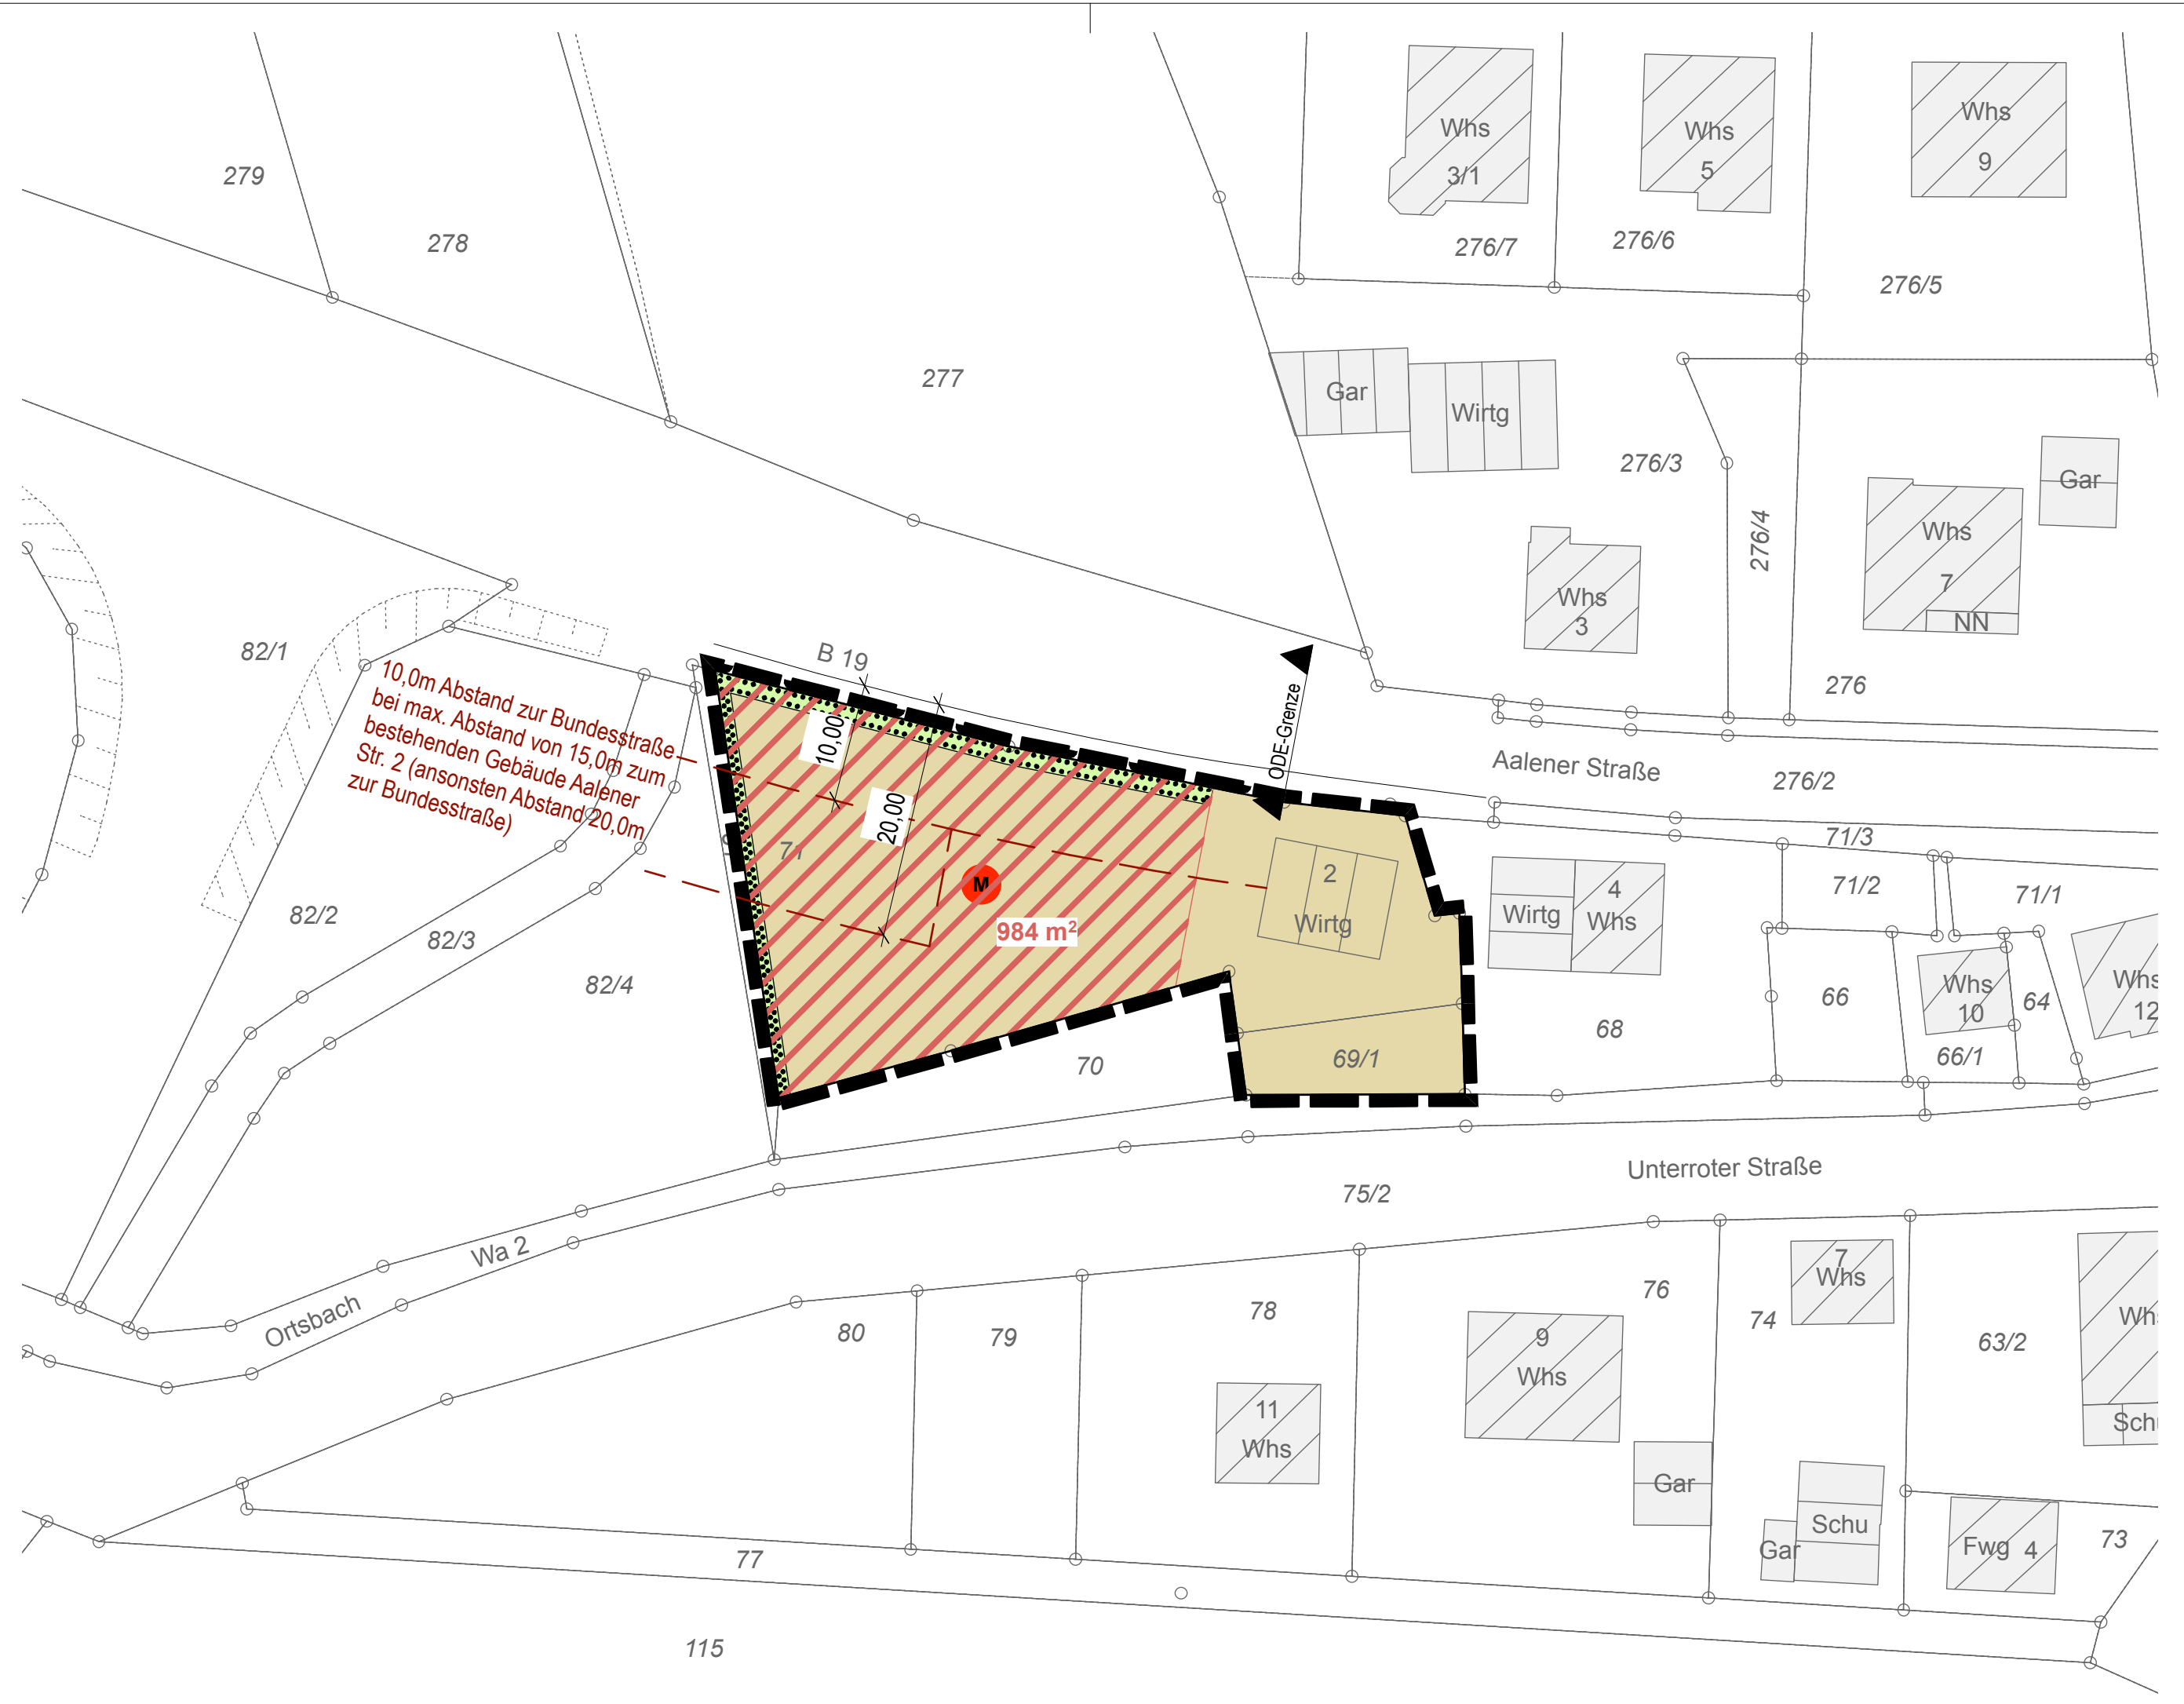 Whs
3/1
Whs
5
Whs
9
279
278
276/7
276/6
276/5
277
Gar
Wirtg
276/3
276/4
Gar
Whs
7
NN
Whs
3
276
82/1
B 19
10,0m Abstand zur Bundesstraße
bei max. Abstand von 15,0m zum
bestehenden Gebäude Aalener
Str. 2 (ansonsten Abstand 20,0m
zur Bundesstraße)
10,00
20,00
ODE-Grenze
Aalener Straße
276/2
71
M
984 m²
2
Wirtg
Wirtg
4
Whs
71/3
71/2
71/1
82/2
82/3
82/4
Whs
10
Whs
12
66
64
66/1
68
70
69/1
Unterroter Straße
75/2
Wa 2
Ortsbach
80
79
78
76
74
7
Whs
63/2
9
Whs
11
Whs
Gar
Schu
Gar
Fwg 4
73
77
115